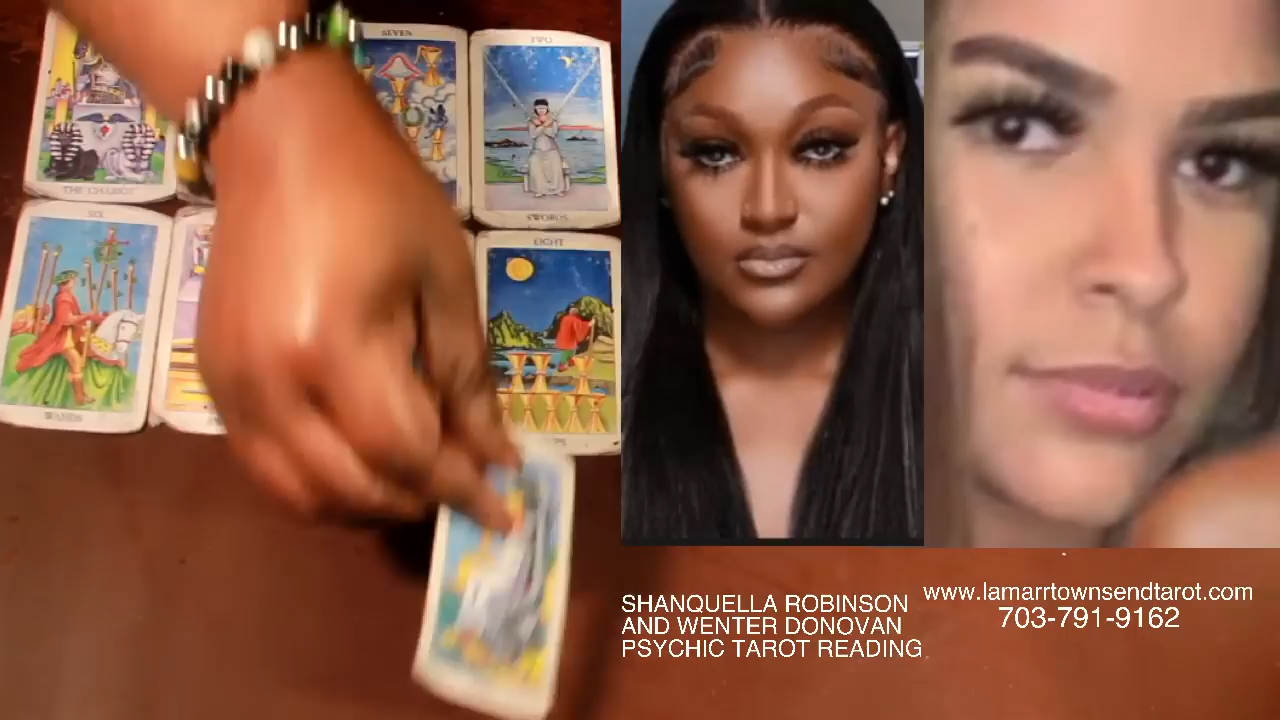 SEVEN
TWO
THE CHARIOT
SWORDS
SIX
EIGHT
WANDS
SHANQUELLA ROBINSON
AND WENTER DONOVAN
PSYCHIC TAROT READING
www.lamarrtownsendtarot.com
703-791-9162